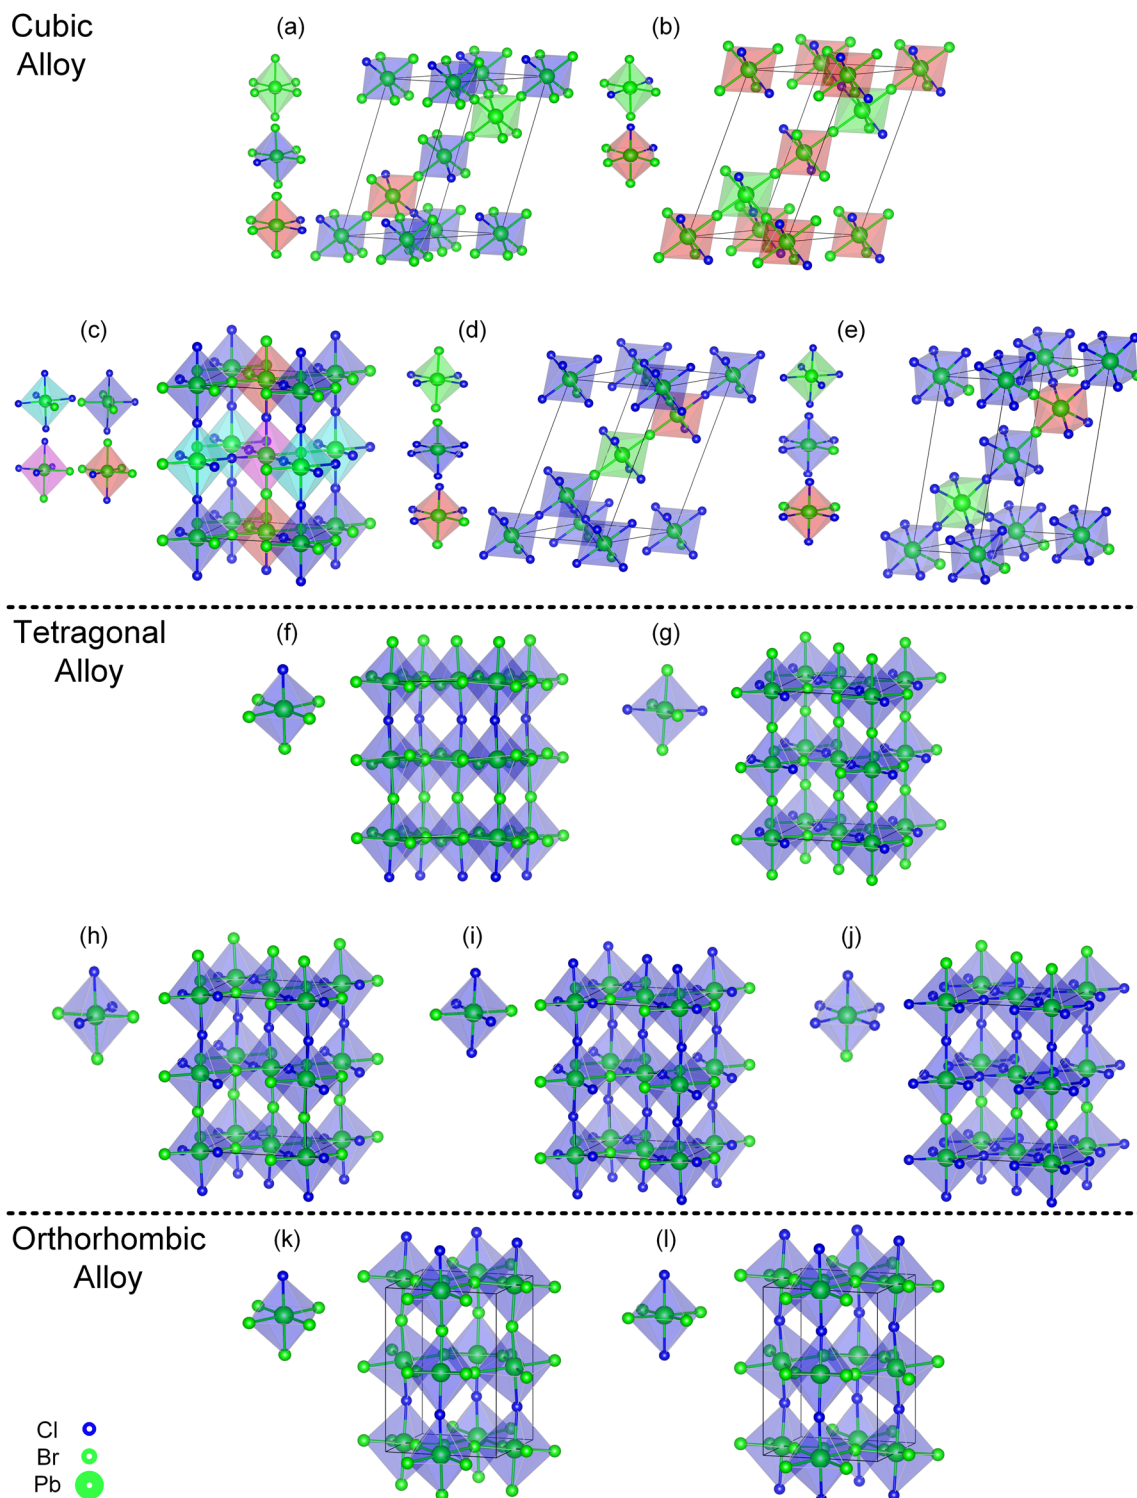 Cubic
Alloy
(a)
(b)
(c)
(d)
(e)
Tetragonal
Alloy
(f)
(g)
(h)
(i)
(j)
Orthorhombic
Alloy
(k)
(l)
Cl
Br
Pb